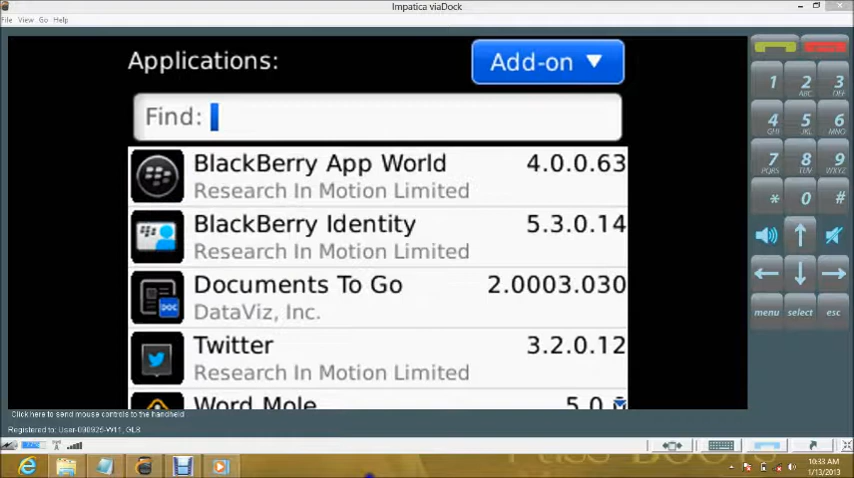 Impatica viaDock
File View Go Help
Applications:
Add-on
Find:
BlackBerry App World 4.0.0.63
Research In Motion Limited
BlackBerry Identity 5.3.0.14
Research In Motion Limited
Documents To Go 2.0003.030
DataViz, Inc.
Twitter 3.2.0.12
Research In Motion Limited
Word Mole 5.0
1 2 ABC 3 DEF
4 GHI 5 JKL 6 MNO
7 PQRS 8 TUV 9 WXYZ
* 0 #
menu select esc
Click here to send mouse controls to the handheld
10:33 AM
1/13/2013